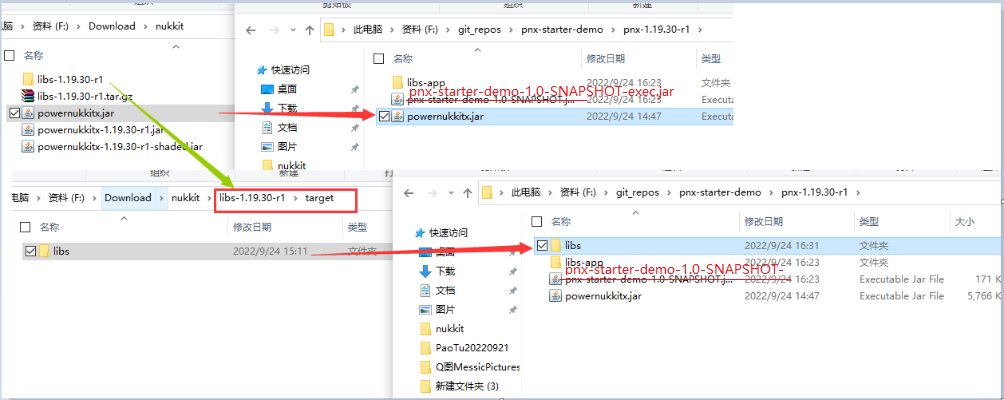 电脑 › 资料 (F:) › Download › nukkit
名称
libs-1.19.30-r1
libs-1.19.30-r1.tar.gz
powernukkitx.jar
powernukkitx-1.19.30-r1.jar
powernukkitx-1.19.30-r1-shaded.jar
剪贴板 组织 新建
此电脑 › 资料 (F:) › git_repos › pnx-starter-demo › pnx-1.19.30-r1 ›
快速访问
桌面
下载
文档
图片
nukkit
名称 修改日期 类型
libs-app 2022/9/24 16:23 文件夹
pnx-starter-demo-1.0-SNAPSHOT-exec.jar
pnx-starter-demo-1.0-SNAPSHOT.j... 2022/9/24 16:23 Executa
powernukkitx.jar 2022/9/24 14:47 Executa
组织 新建 打
电脑 › 资料 (F:) › Download › nukkit › libs-1.19.30-r1 › target
名称 修改日期 类型
libs 2022/9/24 15:11 文件夹
此电脑 › 资料 (F:) › git_repos › pnx-starter-demo › pnx-1.19.30-r1 ›
快速访问
桌面
下载
文档
图片
nukkit
PaoTu20220921
Q图MessicPictures
新建文件夹 (3)
名称 修改日期 类型 大小
libs 2022/9/24 16:31 文件夹
libs-app 2022/9/24 16:23 文件夹
pnx-starter-demo-1.0-SNAPSHOT-
pnx-starter-demo-1.0-SNAPSHOT.j... 2022/9/24 16:23 Executable Jar File 171 K
powernukkitx.jar 2022/9/24 14:47 Executable Jar File 5,766 K